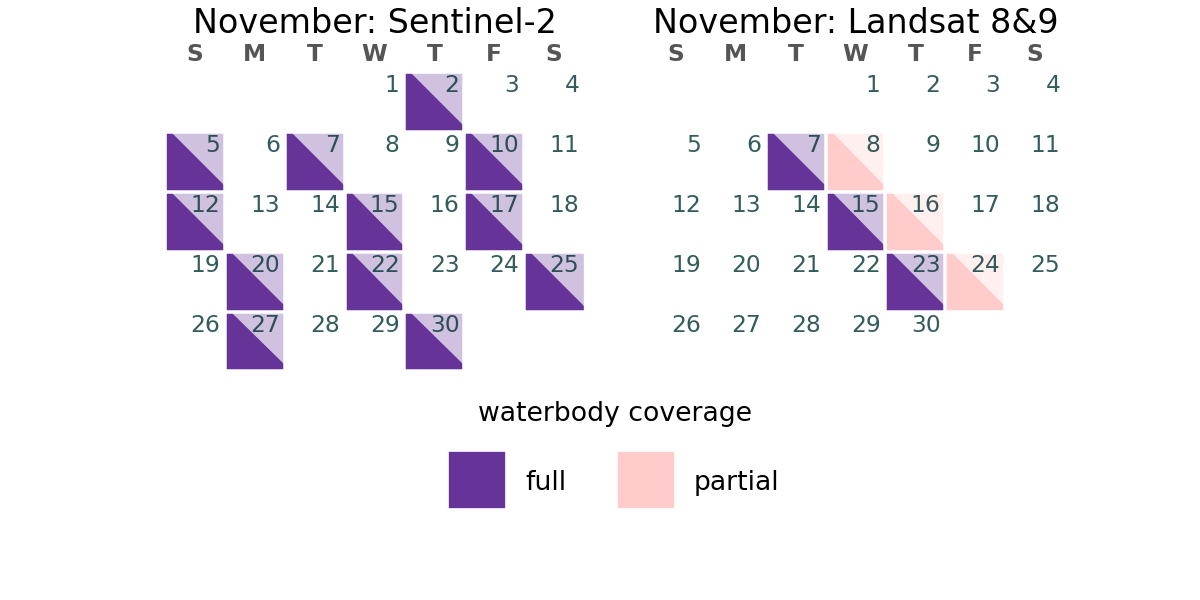 November: Sentinel-2
S M T W T F S
1 2 3 4
5 6 7 8 9 10 11
12 13 14 15 16 17 18
19 20 21 22 23 24 25
26 27 28 29 30
November: Landsat 8&9
S M T W T F S
1 2 3 4
5 6 7 8 9 10 11
12 13 14 15 16 17 18
19 20 21 22 23 24 25
26 27 28 29 30
waterbody coverage
full partial